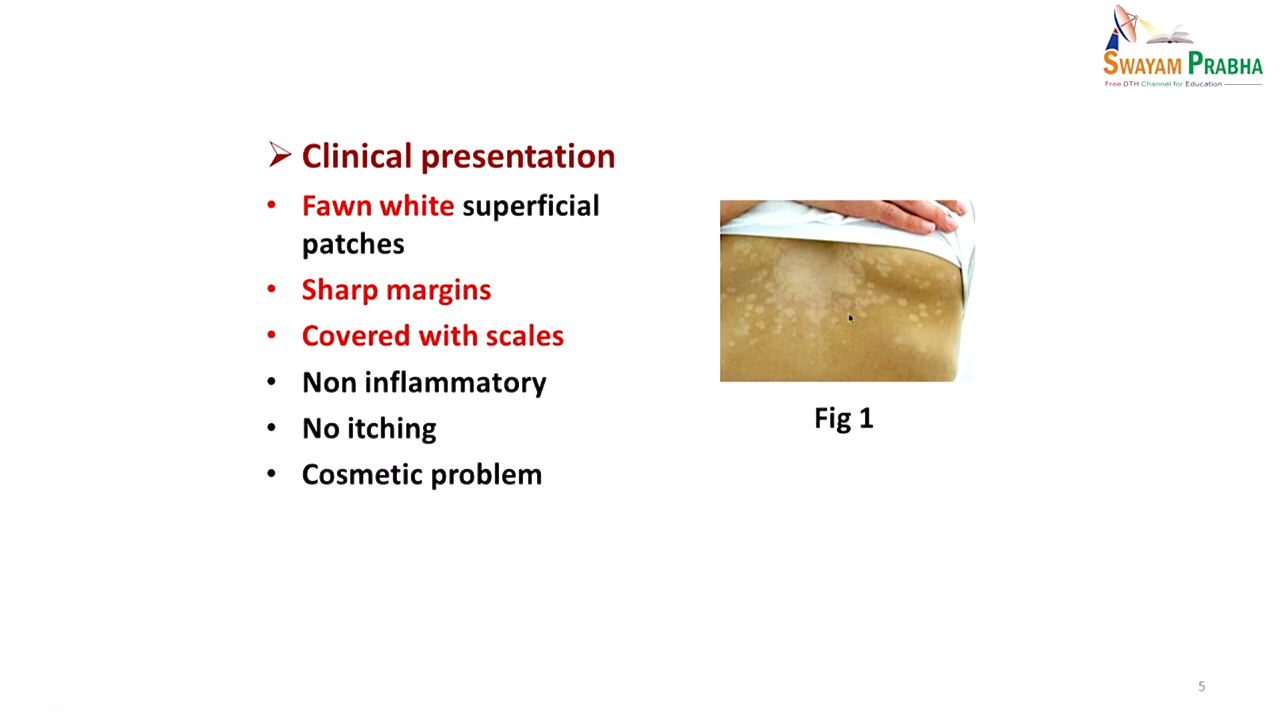 SWAYAM PRABHA
Free DTH Channel for Education
➢ Clinical presentation
• Fawn white superficial
patches
• Sharp margins
• Covered with scales
• Non inflammatory
• No itching
• Cosmetic problem
Fig 1
5